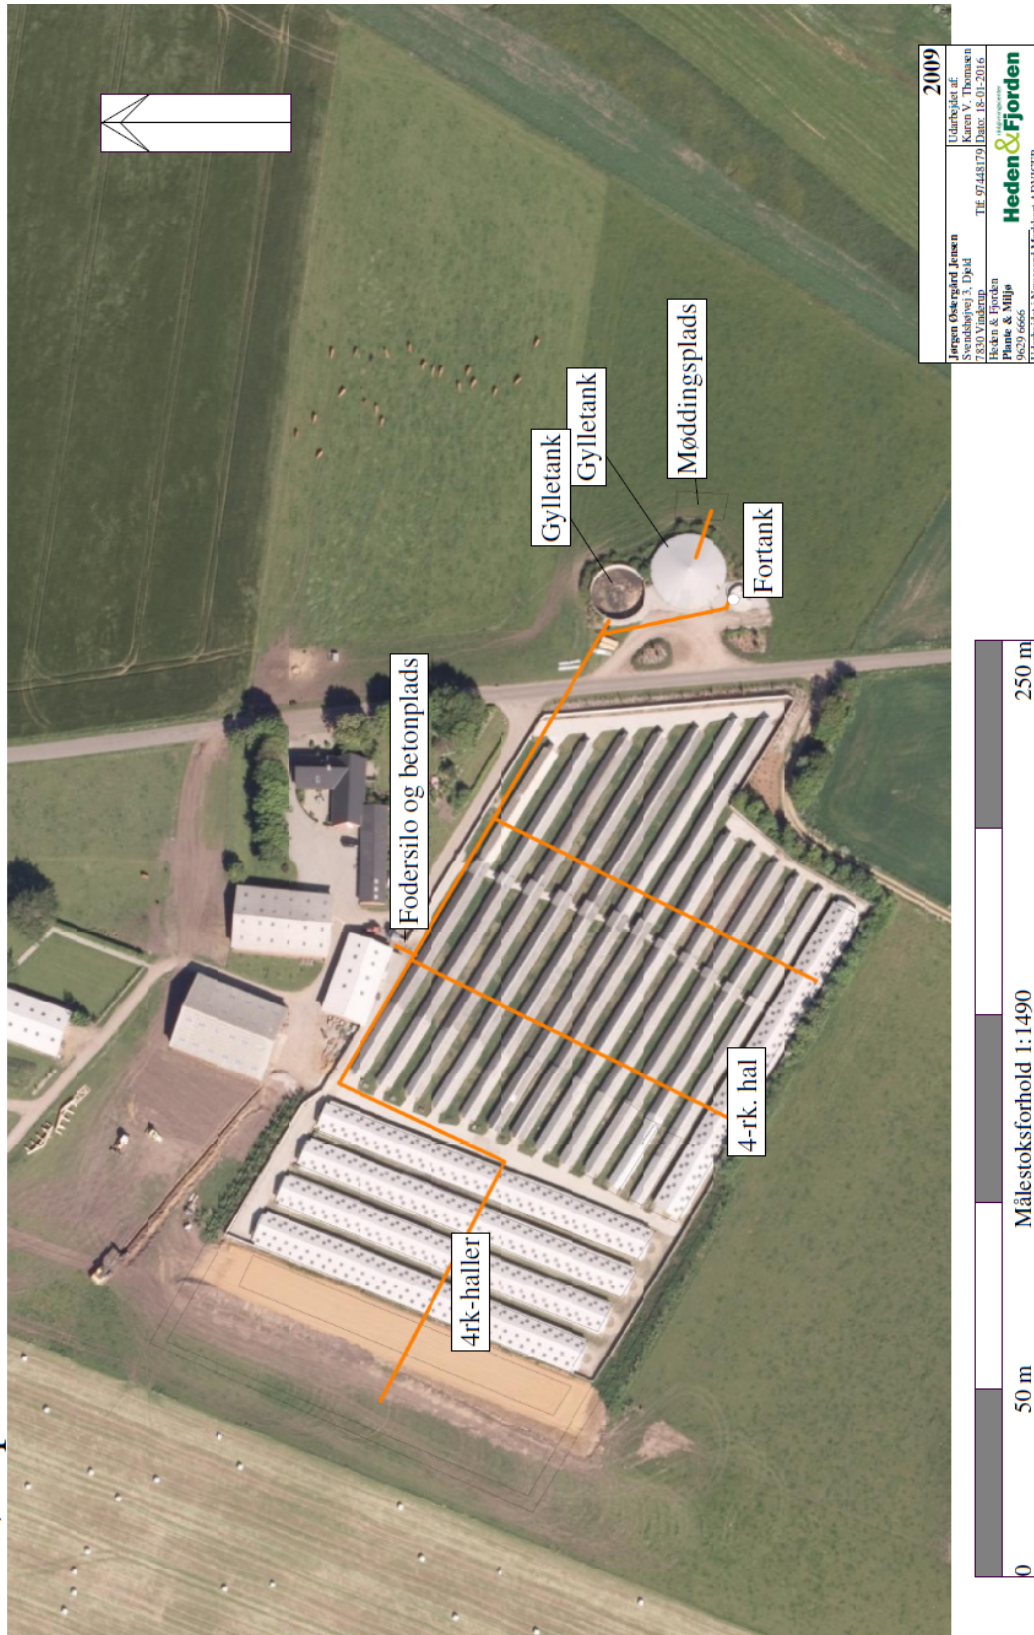 2009
Jørgen Østergård Jensen
Svendshøjvej 3, Djeld
7830 Vinderup
Tlf. 97448179
Udarbejdet af:
Karen V. Thomasen
Dato: 18-01-2016
Heden & Fjorden
Plante & Miljø
9629 6666
Heden&Fjorden
Gylletank
Gylletank
Møddingsplads
Fortank
Fodersilo og betonplads
4-rk. hal
4rk-haller
0
50 m
Målestoksforhold 1:1490
250 m